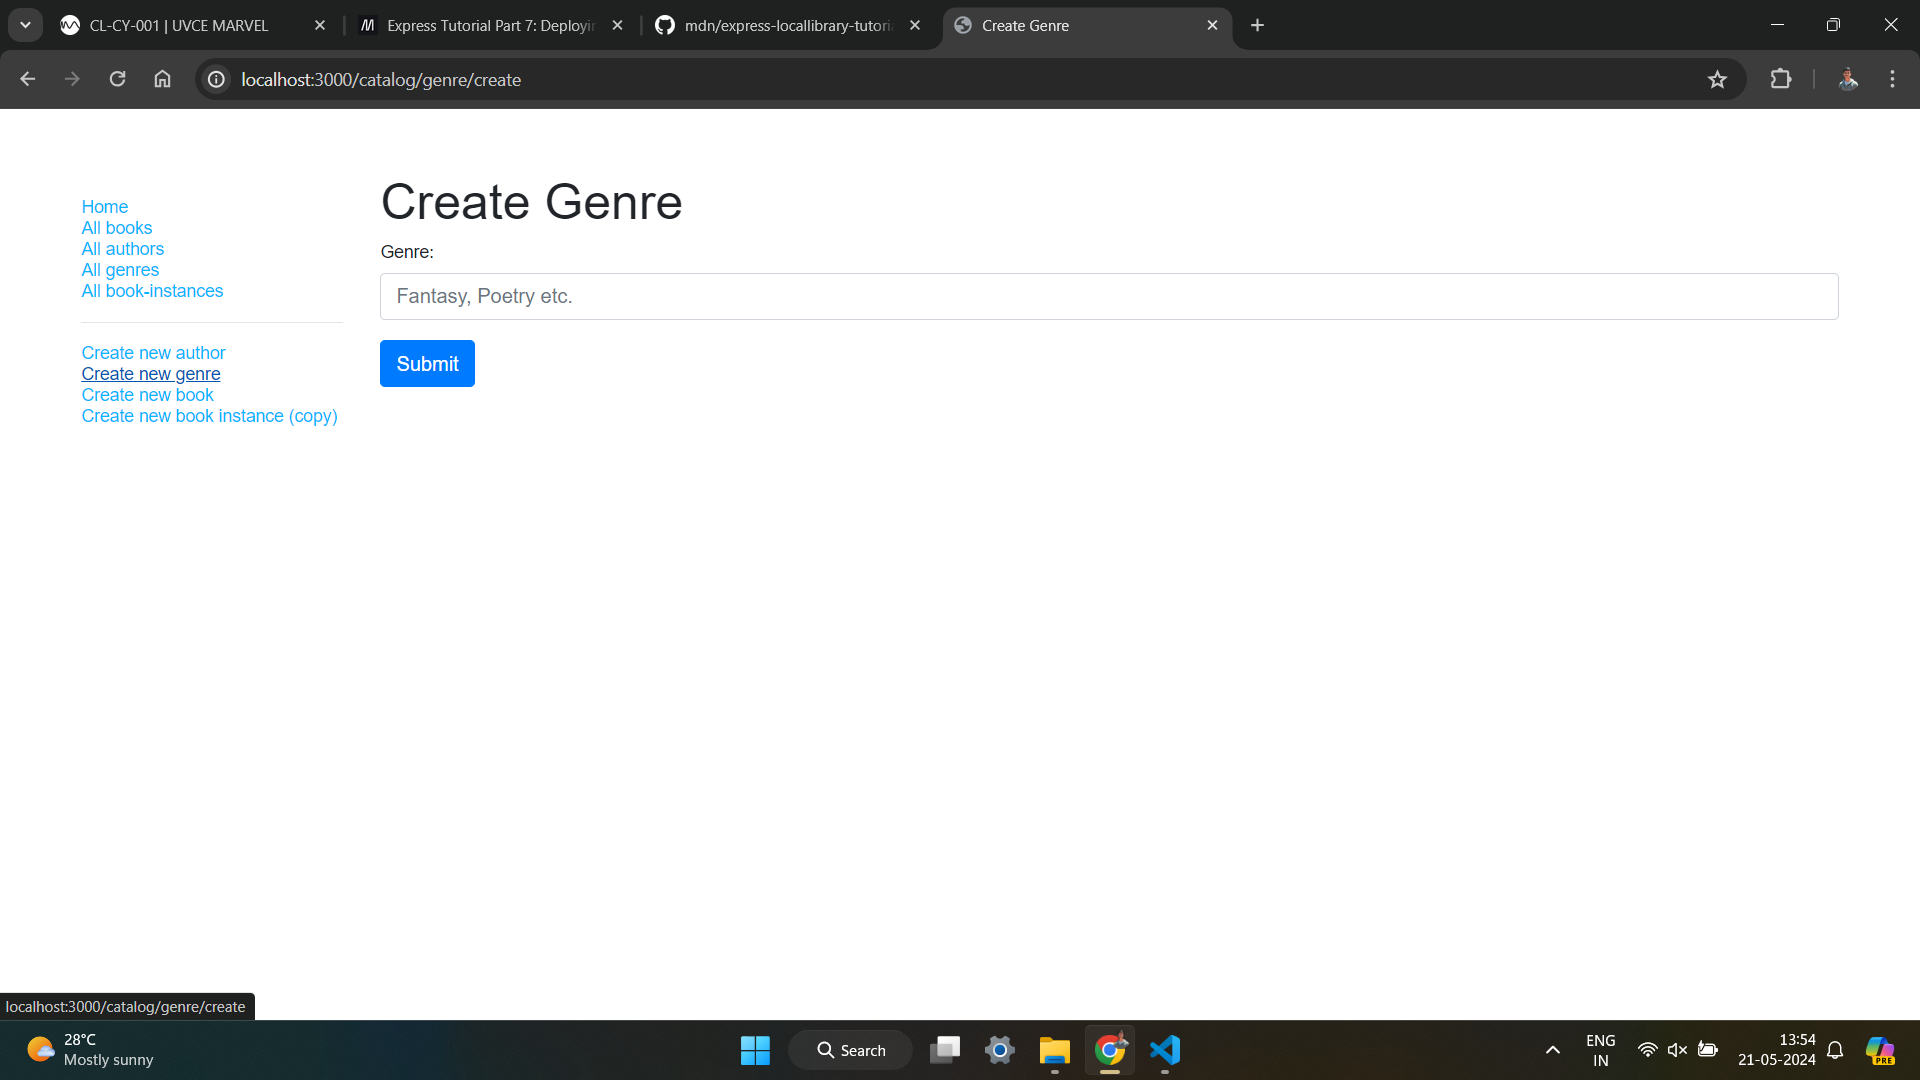 CL-CY-001 | UVCE MARVEL
Express Tutorial Part 7: Deployin
mdn/express-locallibrary-tutoria
Create Genre
localhost:3000/catalog/genre/create
Home
All books
All authors
All genres
All book-instances
Create new author
Create new genre
Create new book
Create new book instance (copy)
Create Genre
Genre:
Fantasy, Poetry etc.
Submit
localhost:3000/catalog/genre/create
28°C
Mostly sunny
Search
ENG
IN
13:54
21-05-2024
PRE